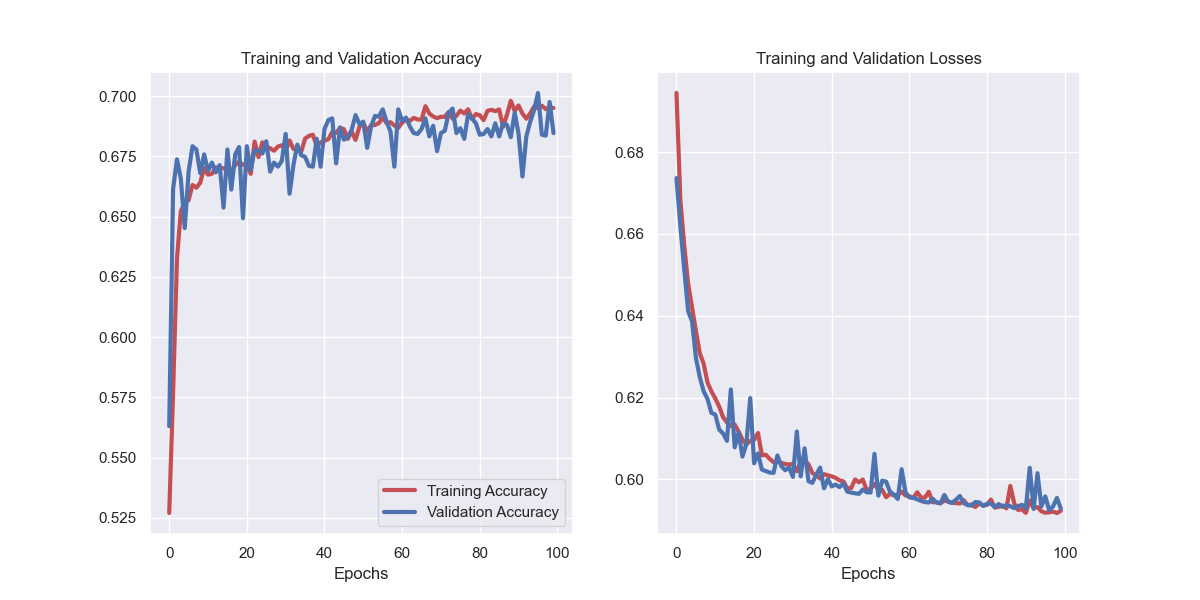 Training and Validation Accuracy
0.700
0.675
0.650
0.625
0.600
0.575
0.550
0.525
0 20 40 60 80 100
Epochs
Training Accuracy
Validation Accuracy
Training and Validation Losses
0.68
0.66
0.64
0.62
0.60
0 20 40 60 80 100
Epochs